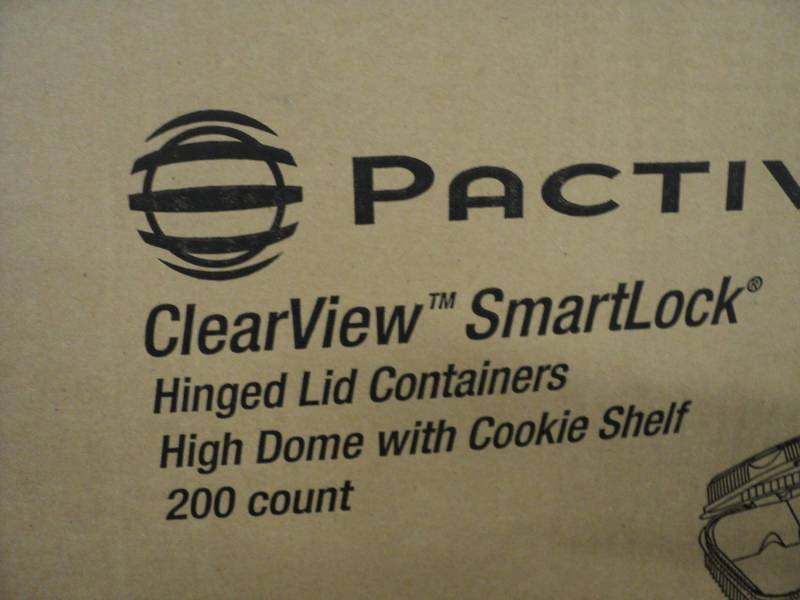 PACTIV
ClearView™ SmartLock®
Hinged Lid Containers
High Dome with Cookie Shelf
200 count